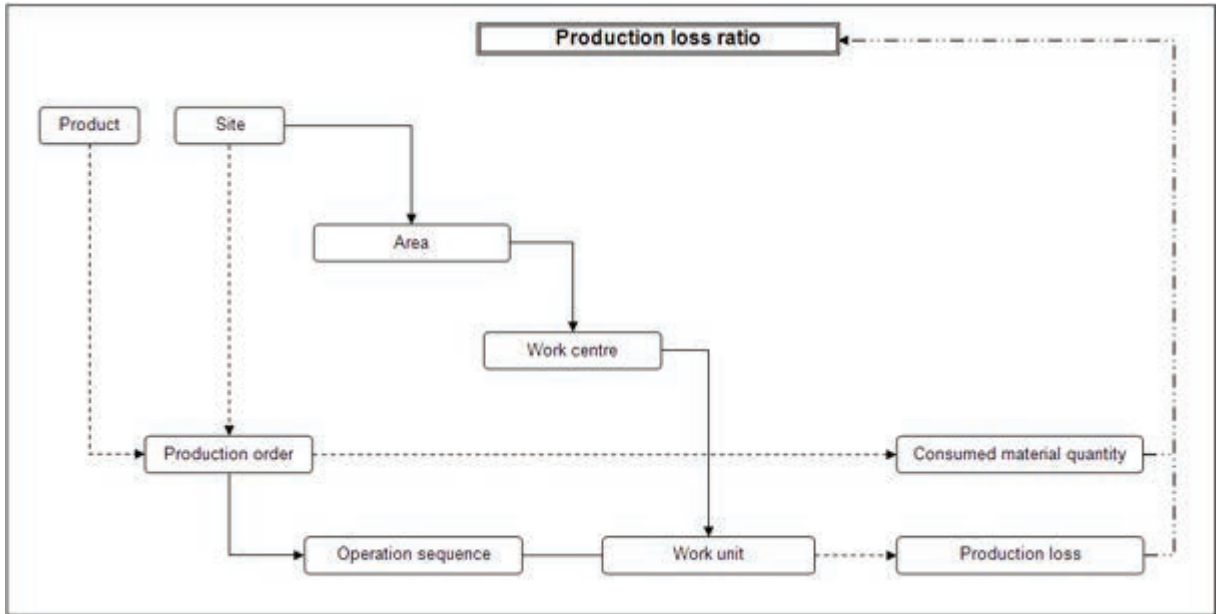 Production loss ratio
Product
Site
Area
Work centre
Production order
Consumed material quantity
Operation sequence
Work unit
Production loss